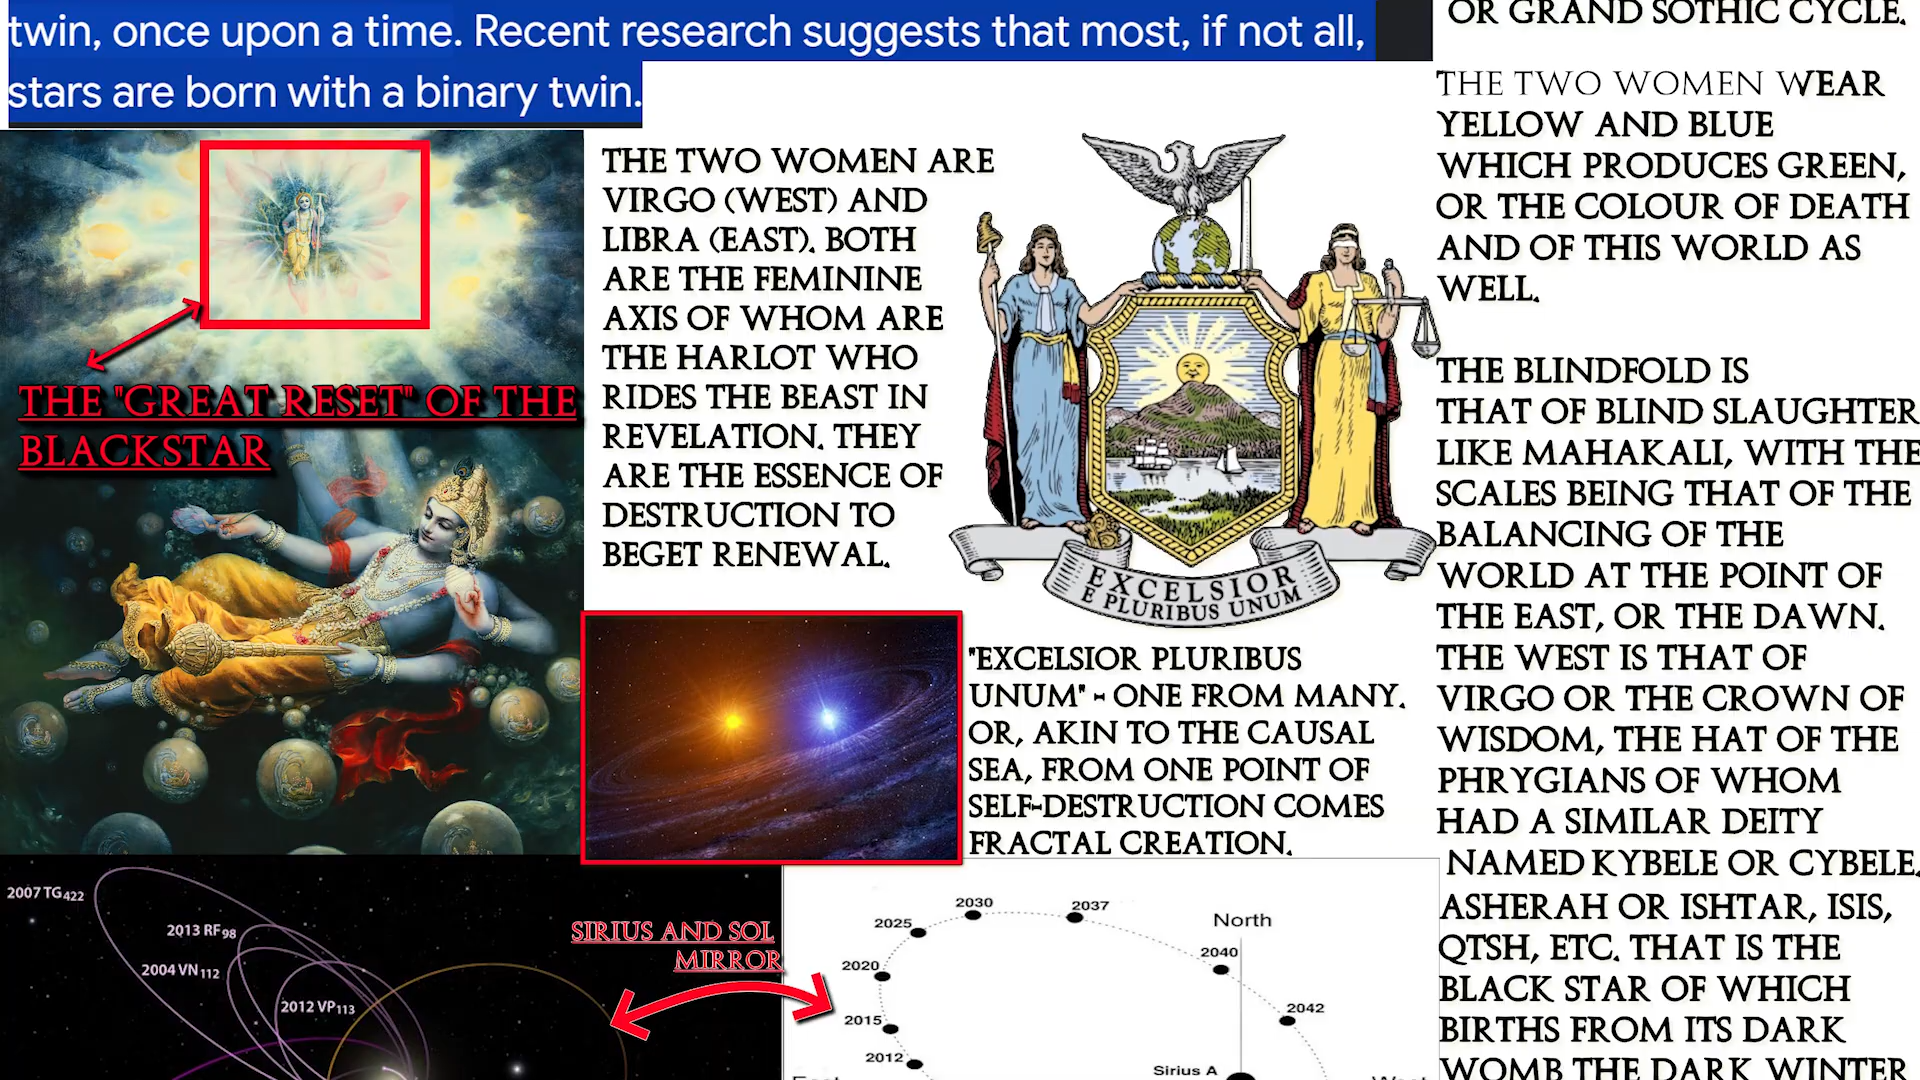 twin, once upon a time. Recent research suggests that most, if not all,
stars are born with a binary twin.
THE "GREAT RESET" OF THE
BLACKSTAR
THE TWO WOMEN ARE
VIRGO (WEST) AND
LIBRA (EAST). BOTH
ARE THE FEMININE
AXIS OF WHOM ARE
THE HARLOT WHO
RIDES THE BEAST IN
REVELATION. THEY
ARE THE ESSENCE OF
DESTRUCTION TO
BEGET RENEWAL.
EXCELSIOR
E PLURIBUS UNUM
"EXCELSIOR PLURIBUS
UNUM" - ONE FROM MANY.
OR, AKIN TO THE CAUSAL
SEA, FROM ONE POINT OF
SELF-DESTRUCTION COMES
FRACTAL CREATION.
OR GRAND SOTHIC CYCLE.
THE TWO WOMEN WEAR
YELLOW AND BLUE
WHICH PRODUCES GREEN,
OR THE COLOUR OF DEATH
AND OF THIS WORLD AS
WELL.
THE BLINDFOLD IS
THAT OF BLIND SLAUGHTER
LIKE MAHAKALI, WITH THE
SCALES BEING THAT OF THE
BALANCING OF THE
WORLD AT THE POINT OF
THE EAST, OR THE DAWN.
THE WEST IS THAT OF
VIRGO OR THE CROWN OF
WISDOM, THE HAT OF THE
PHRYGIANS OF WHOM
HAD A SIMILAR DEITY
NAMED KYBELE OR CYBELE.
ASHERAH OR ISHTAR, ISIS,
QTSH, ETC. THAT IS THE
BLACK STAR OF WHICH
BIRTHS FROM ITS DARK
WOMB THE DARK WINTER
2007 TG422
2013 RF98
2004 VN112
2012 VP113
SIRIUS AND SOL
MIRROR
2030
2037
2025
North
2040
2020
2042
2015
2012
Sirius A
East
West